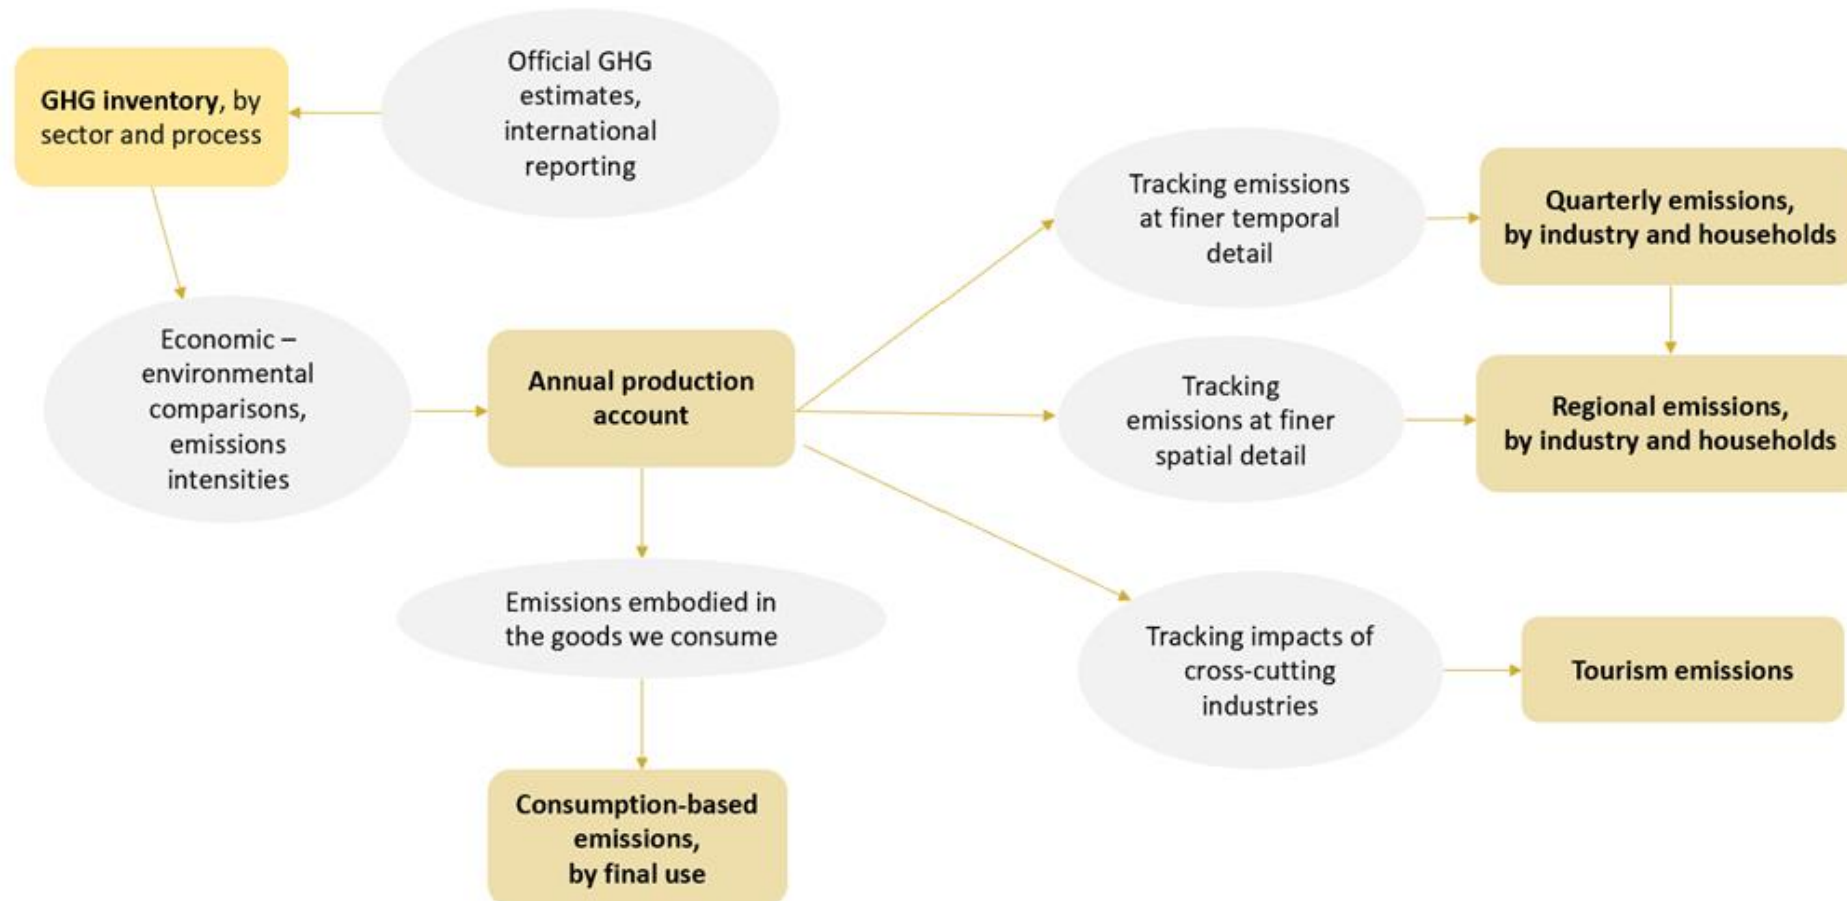 GHG inventory, by
sector and process
Official GHG
estimates,
international
reporting
Tracking emissions
at finer temporal
detail
Quarterly emissions,
by industry and households
Economic –
environmental
comparisons,
emissions
intensities
Annual production
account
Tracking
emissions at finer
spatial detail
Regional emissions,
by industry and households
Emissions embodied in
the goods we consume
Tracking impacts of
cross-cutting
industries
Tourism emissions
Consumption-based
emissions,
by final use